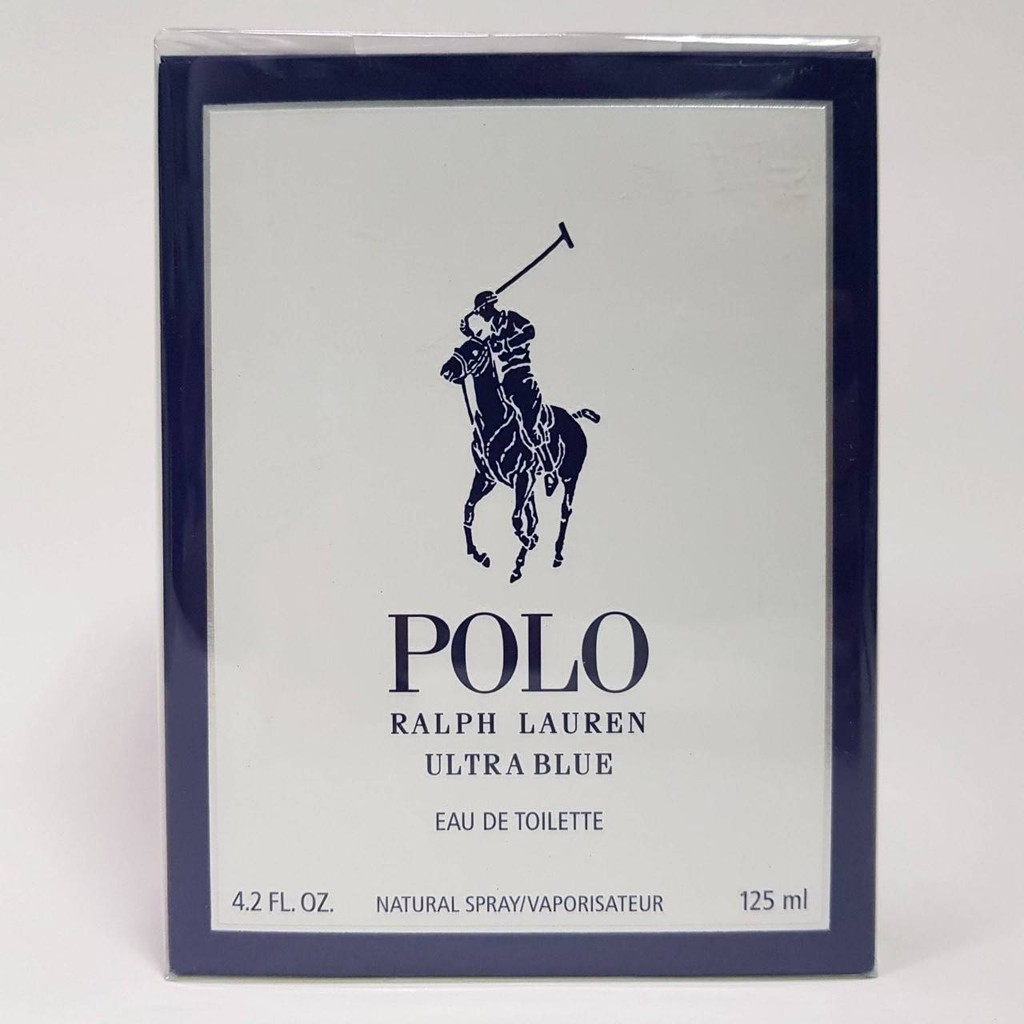 POLO
RALPH LAUREN
ULTRA BLUE
EAU DE TOILETTE
4.2 FL. OZ. NATURAL SPRAY/VAPORISATEUR 125 ml